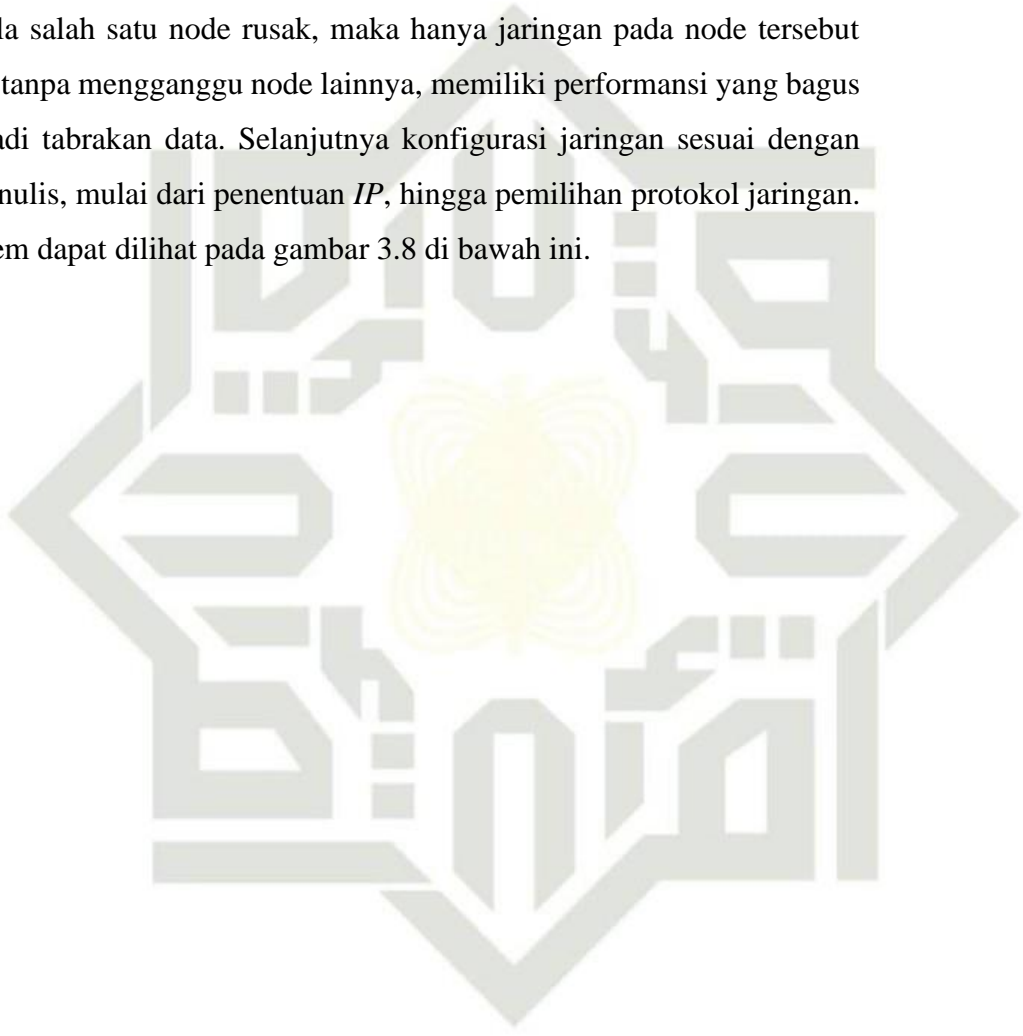 la salah satu node rusak, maka hanya jaringan pada node tersebut
tanpa mengganggu node lainnya, memiliki performansi yang bagus
adi tabrakan data. Selanjutnya konfigurasi jaringan sesuai dengan
nulis, mulai dari penentuan IP, hingga pemilihan protokol jaringan.
em dapat dilihat pada gambar 3.8 di bawah ini.